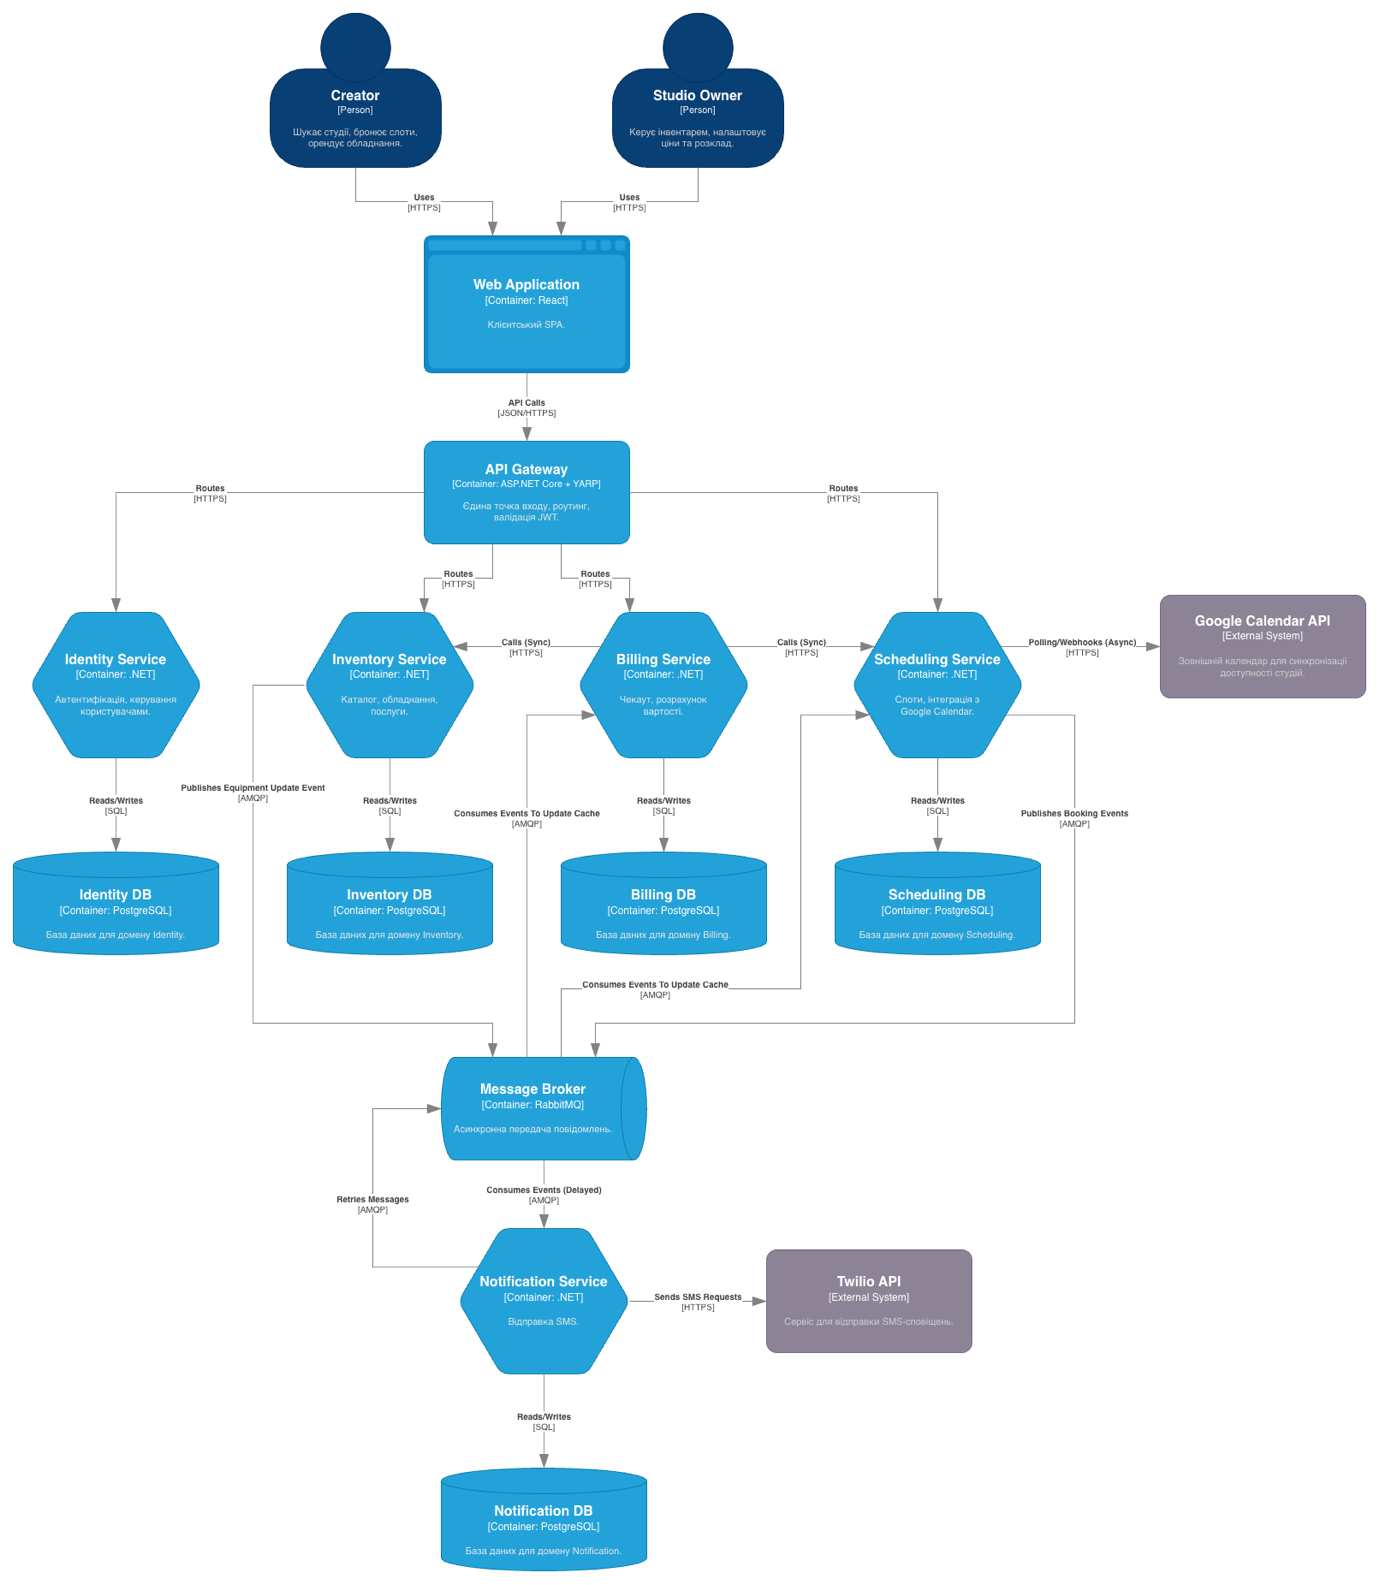 Creator
[Person]
Шукає студії, бронює слоти,
орендує обладнання.
Studio Owner
[Person]
Керує інвентарем, налаштовує
ціни та розклад.
Uses
[HTTPS]
Uses
[HTTPS]
Web Application
[Container: React]
Клієнтський SPA.
API Calls
[JSON/HTTPS]
API Gateway
[Container: ASP.NET Core + YARP]
Єдина точка входу, роутинг,
валідація JWT.
Routes
[HTTPS]
Routes
[HTTPS]
Routes
[HTTPS]
Routes
[HTTPS]
Identity Service
[Container: .NET]
Автентифікація, керування
користувачами.
Inventory Service
[Container: .NET]
Каталог, обладнання,
послуги.
Calls (Sync)
[HTTPS]
Billing Service
[Container: .NET]
Чекаут, розрахунок
вартості.
Calls (Sync)
[HTTPS]
Scheduling Service
[Container: .NET]
Слоти, інтеграція з
Google Calendar.
Polling/Webhooks (Async)
[HTTPS]
Google Calendar API
[External System]
Зовнішній календар для синхронізації
доступності студій.
Reads/Writes
[SQL]
Publishes Equipment Update Event
[AMQP]
Reads/Writes
[SQL]
Consumes Events To Update Cache
[AMQP]
Reads/Writes
[SQL]
Reads/Writes
[SQL]
Publishes Booking Events
[AMQP]
Identity DB
[Container: PostgreSQL]
База даних для домену Identity.
Inventory DB
[Container: PostgreSQL]
База даних для домену Inventory.
Billing DB
[Container: PostgreSQL]
База даних для домену Billing.
Scheduling DB
[Container: PostgreSQL]
База даних для домену Scheduling.
Consumes Events To Update Cache
[AMQP]
Message Broker
[Container: RabbitMQ]
Асинхронна передача повідомлень.
Retries Messages
[AMQP]
Consumes Events (Delayed)
[AMQP]
Notification Service
[Container: .NET]
Відправка SMS.
Sends SMS Requests
[HTTPS]
Twilio API
[External System]
Сервіс для відправки SMS-сповіщень.
Reads/Writes
[SQL]
Notification DB
[Container: PostgreSQL]
База даних для домену Notification.